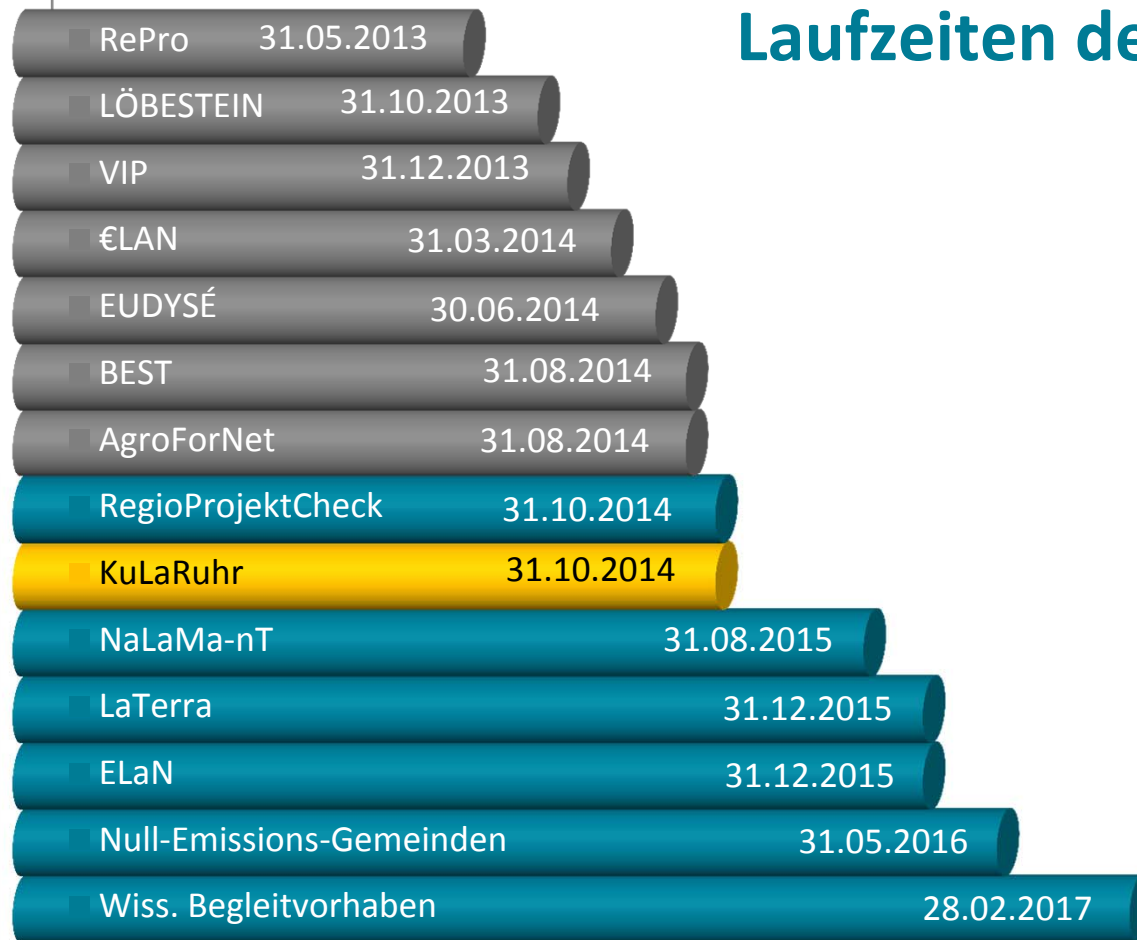 Laufzeiten de
RePro 31.05.2013
LÖBESTEIN 31.10.2013
VIP 31.12.2013
€LAN 31.03.2014
EUDYSÉ 30.06.2014
BEST 31.08.2014
AgroForNet 31.08.2014
RegioProjektCheck 31.10.2014
KuLaRuhr 31.10.2014
NaLaMa-nT 31.08.2015
LaTerra 31.12.2015
ELaN 31.12.2015
Null-Emissions-Gemeinden 31.05.2016
Wiss. Begleitvorhaben 28.02.2017